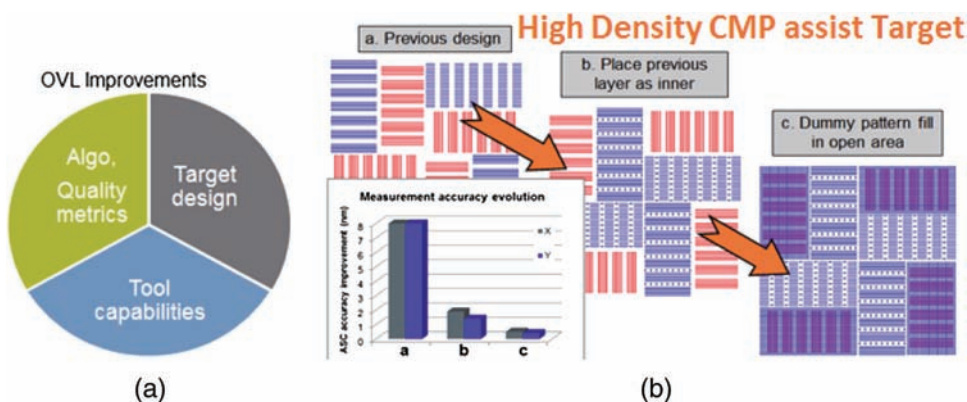 OVL Improvements
Algo,
Quality
metrics
Target
design
Tool
capabilities
(a)
High Density CMP assist Target
a. Previous design
b. Place previous
layer as inner
c. Dummy pattern fill
in open area
Measurement accuracy evolution
ASC accuracy improvement (nm)
8
7
6
5
4
3
2
1
0
a
b
c
X
Y
(b)